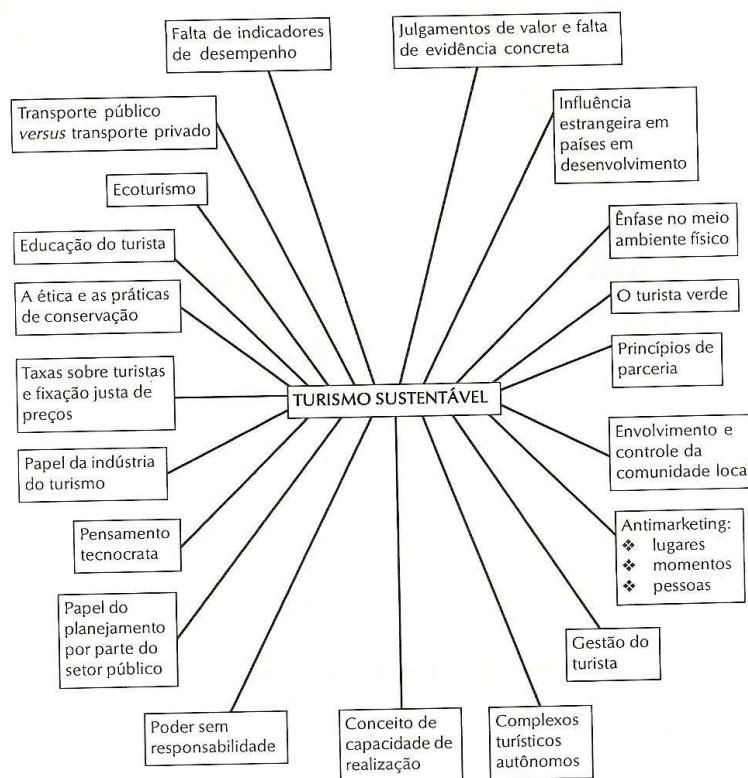 Falta de indicadores
de desempenho
Julgamentos de valor e falta
de evidência concreta
Transporte público
versus transporte privado
Influência
estrangeira em
países em
desenvolvimento
Ecoturismo
Ênfase no meio
ambiente físico
Educação do turista
O turista verde
A ética e as práticas
de conservação
Princípios de
parceria
Taxas sobre turistas
e fixação justa de
preços
TURISMO SUSTENTÁVEL
Envolvimento e
controle da
comunidade local
Papel da indústria
do turismo
Antimarketing:
❖ lugares
❖ momentos
❖ pessoas
Pensamento
tecnocrata
Papel do
planejamento
por parte do
setor público
Gestão do
turista
Poder sem
responsabilidade
Conceito de
capacidade de
realização
Complexos
turísticos
autônomos